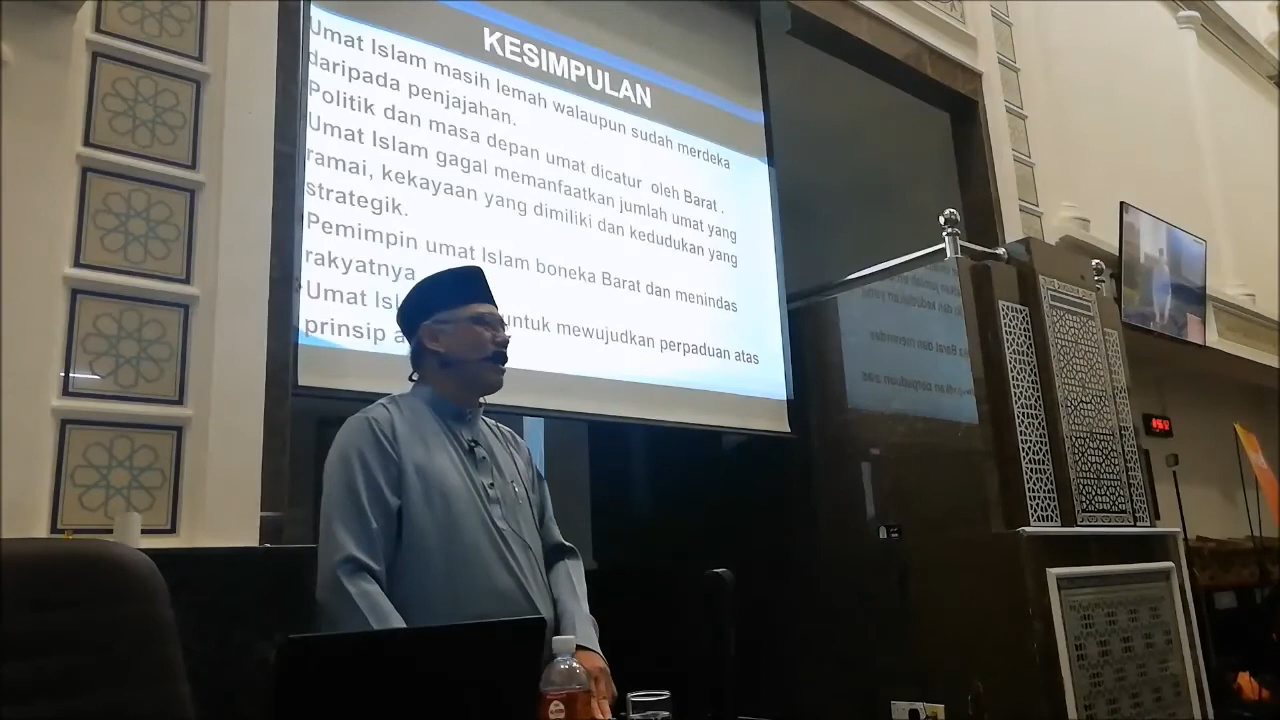 KESIMPULAN
Umat Islam masih lemah walaupun sudah merdeka
daripada penjajahan.
Politik dan masa depan umat dicatur oleh Barat .
Umat Islam gagal memanfaatkan jumlah umat yang
ramai, kekayaan yang dimiliki dan kedudukan yang
strategik.
Pemimpin umat Islam boneka Barat dan menindas
rakyatnya
Umat untuk mewujudkan perpaduan atas
prinsip